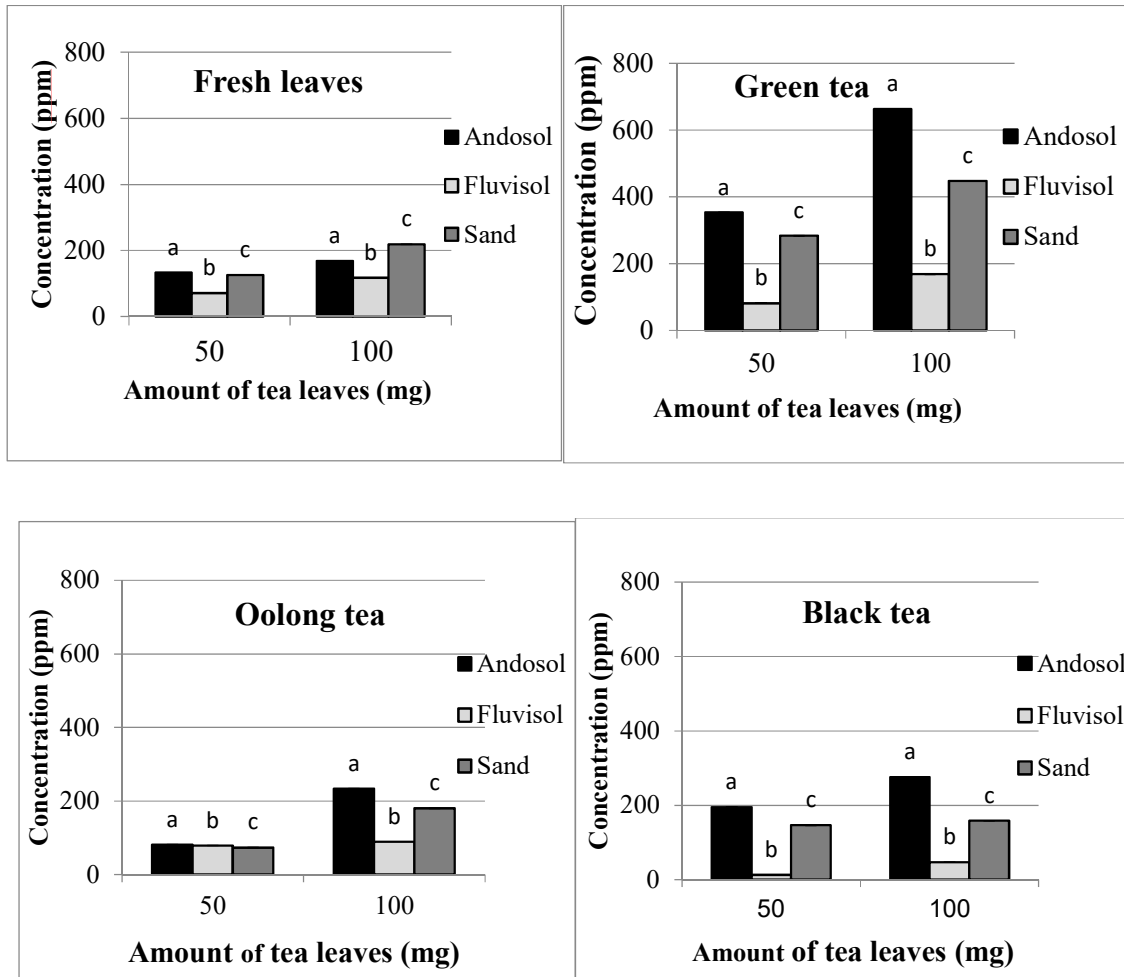 Fresh leaves
Concentration (ppm)
800
600
400
200
0
a
b
c
a
b
c
50
100
Amount of tea leaves (mg)
Andosol
Fluvisol
Sand
Green tea
Concentration (ppm)
800
600
400
200
0
a
b
c
a
b
c
50
100
Amount of tea leaves (mg)
Andosol
Fluvisol
Sand
Oolong tea
Concentration (ppm)
800
600
400
200
0
a
b
c
a
b
c
50
100
Amount of tea leaves (mg)
Andosol
Fluvisol
Sand
Black tea
Concentration (ppm)
800
600
400
200
0
a
b
c
a
b
c
50
100
Amount of tea leaves (mg)
Andosol
Fluvisol
Sand